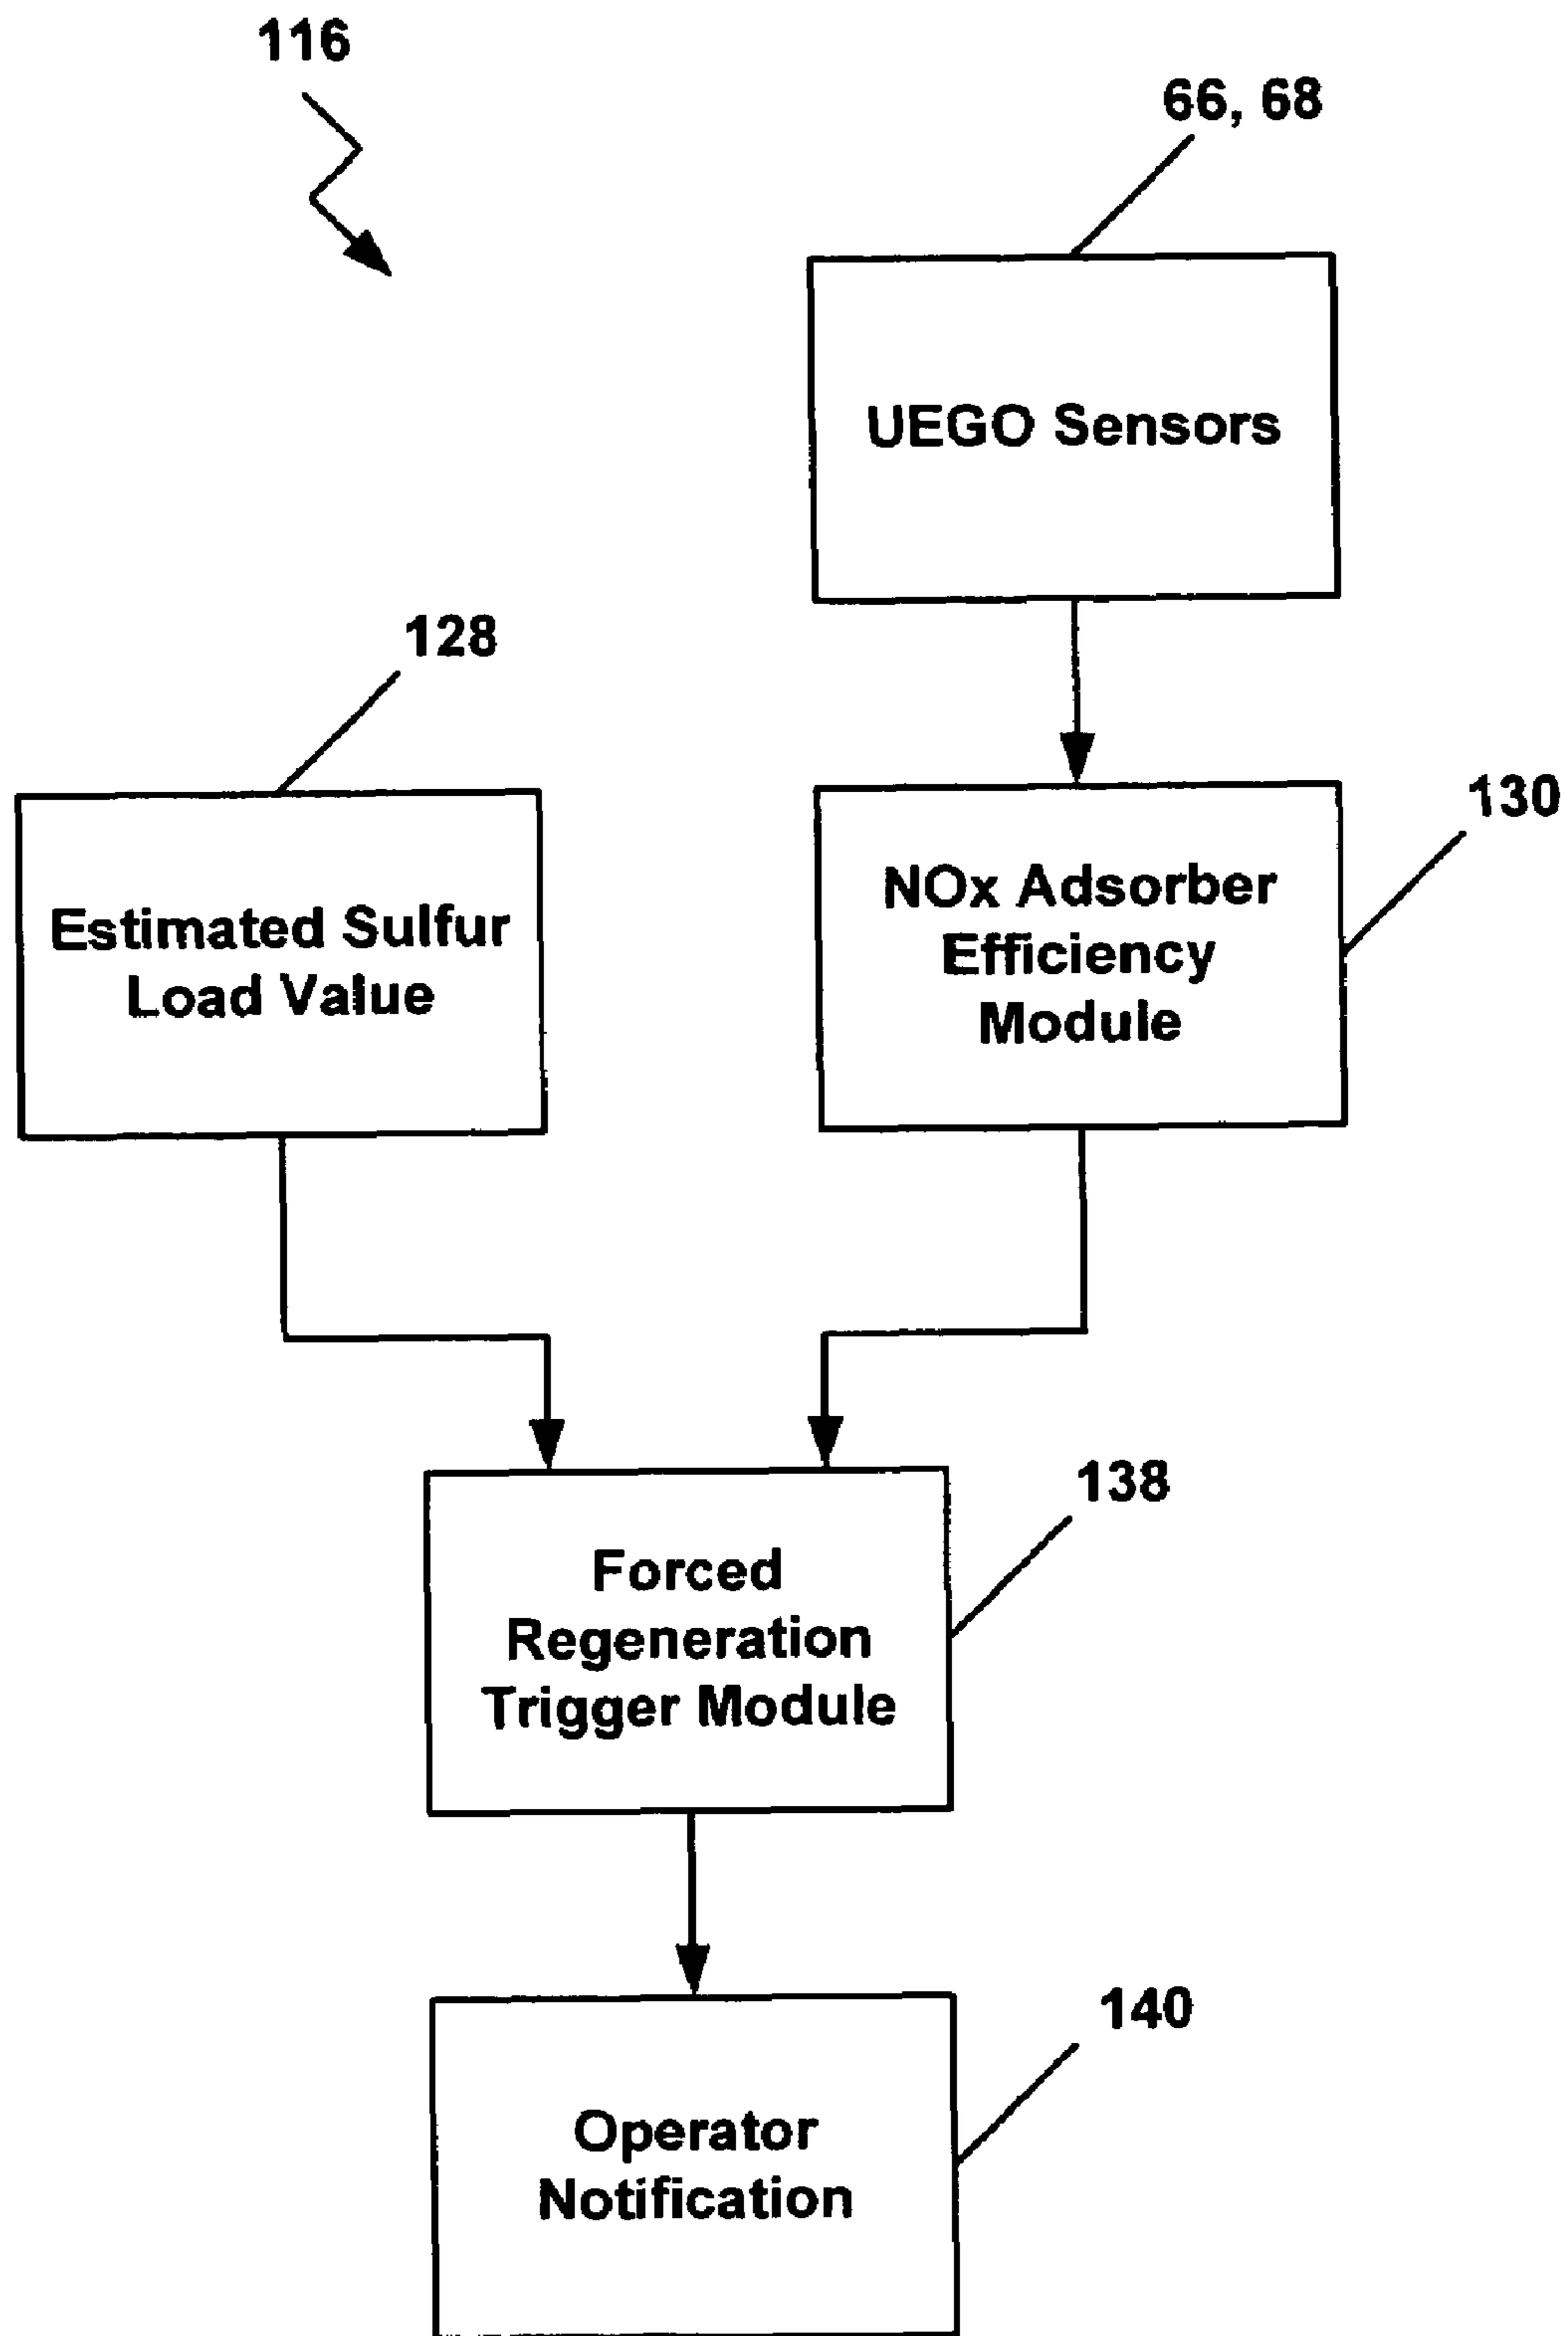 116
66, 68
UEGO Sensors
128
130
Estimated Sulfur
Load Value
NOx Adsorber
Efficiency
Module
138
Forced
Regeneration
Trigger Module
140
Operator
Notification